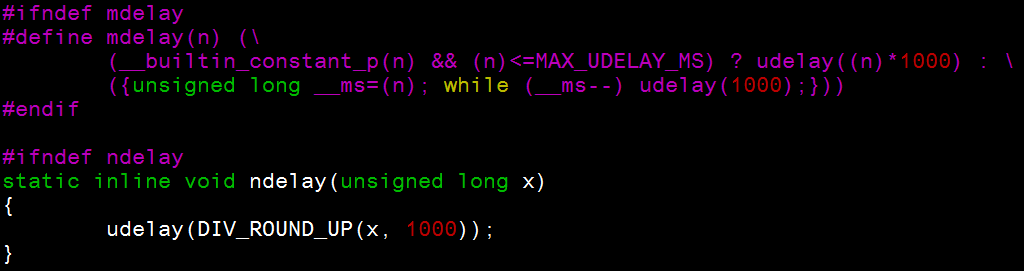 #ifndef mdelay
#define mdelay(n) (\
        (__builtin_constant_p(n) && (n)<=MAX_UDELAY_MS) ? udelay((n)*1000) : \
        ({unsigned long __ms=(n); while (__ms--) udelay(1000);}))
#endif

#ifndef ndelay
static inline void ndelay(unsigned long x)
{
        udelay(DIV_ROUND_UP(x, 1000));
}